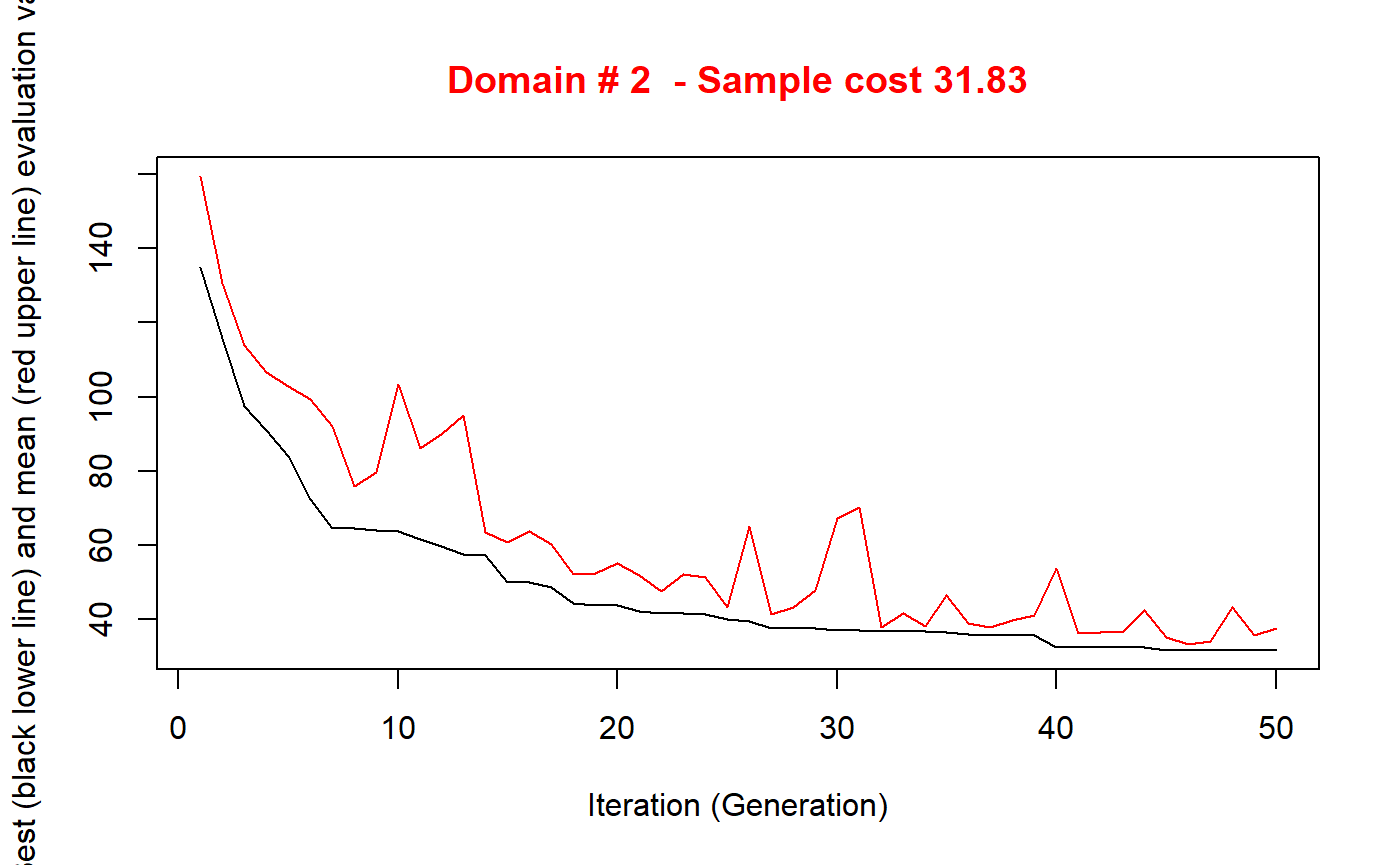 Domain # 2  - Sample cost 31.83
est (black lower line) and mean (red upper line) evaluation va
140
100
80
60
40
0 10 20 30 40 50
Iteration (Generation)